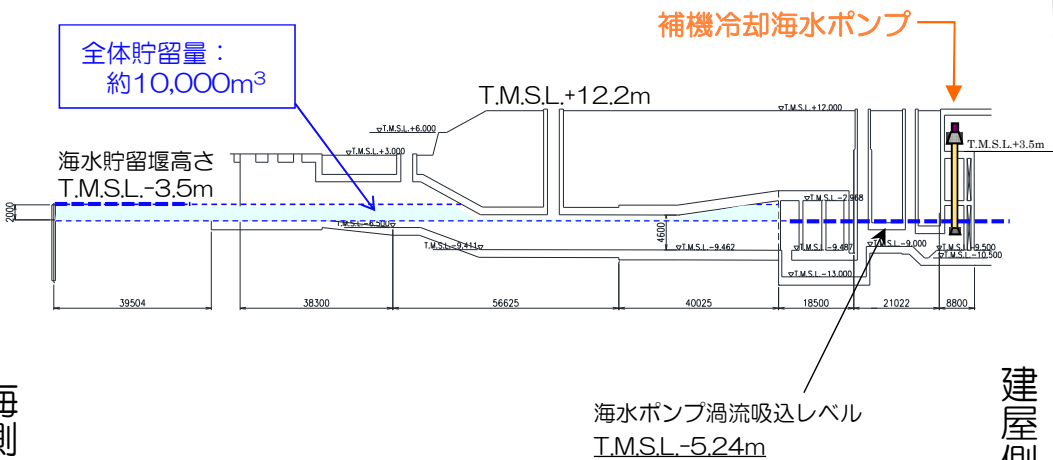 補機冷却海水ポンプ
全体貯留量：
約10,000m³
T.M.S.L.+12.2m
▽T.M.S.L.+12.000
▽T.M.S.L.+6.000
T.M.S.L.+3.5m
▽T.M.S.L.+3.000
海水貯留堰高さ
T.M.S.L.-3.5m
▽T.M.S.L.-2.968
2000
T.M.S.L.-6.500▽
4600
T.M.S.L.-9.411▽
▽T.M.S.L.-9.462
▽T.M.S.L.-9.487
▽T.M.S.L.-9.000
▽T.M.S.L.-9.500
▽T.M.S.L.-10.500
▽T.M.S.L.-13.000
39504
38300
56625
40025
18500
21022
8800
海側
建屋側
海水ポンプ渦流吸込レベル
T.M.S.L.-5.24m